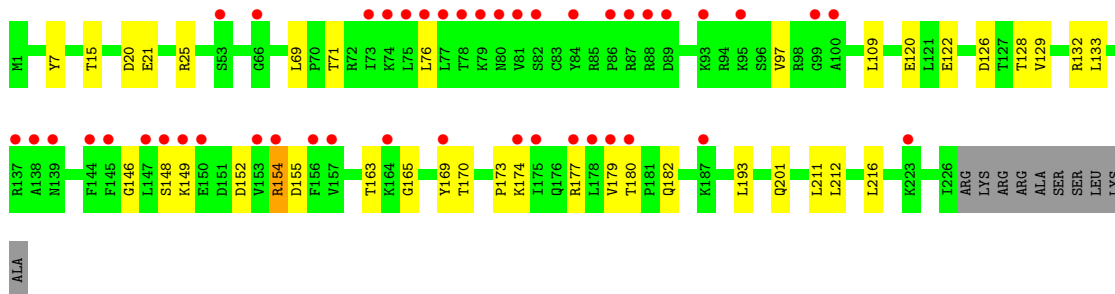 M1 Y7 T15 D20 E21 R25 S53 G66 L69 P70 T71 R72 I73 K74 L75 L76 L77 T78 K79 N80 V81 S82 C83 Y84 R85 P86 R87 R88 D89 K93 R94 K95 S96 V97 R98 G99 A100 L109 E120 L121 E122 D126 T127 T128 V129 R132 L133
R137 A138 N139 F144 F145 G146 L147 S148 K149 E150 D151 D152 V153 R154 D155 F156 V157 T163 K164 G165 Y169 T170 P173 K174 I175 Q176 R177 L178 V179 T180 P181 Q182 K187 L193 Q201 L211 L212 L216 K223 I226 ARG LYS ARG ARG ALA SER SER LEU LYS
ALA